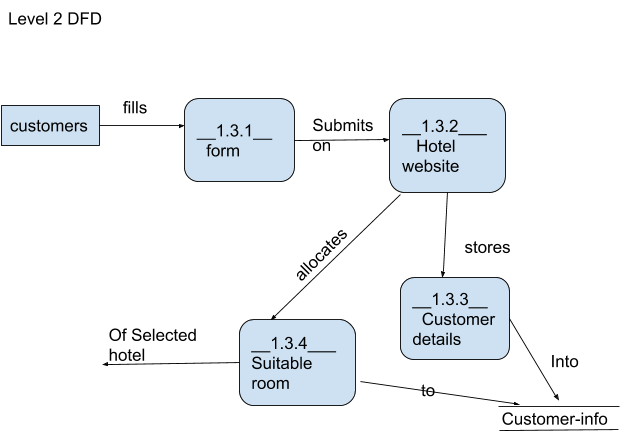 Level 2 DFD
fills
customers
__1.3.1__
form
Submits
on
__1.3.2___
Hotel
website
allocates
stores
__1.3.3__
Customer
details
Of Selected
hotel
__1.3.4___
Suitable
room
to
Into
Customer-info